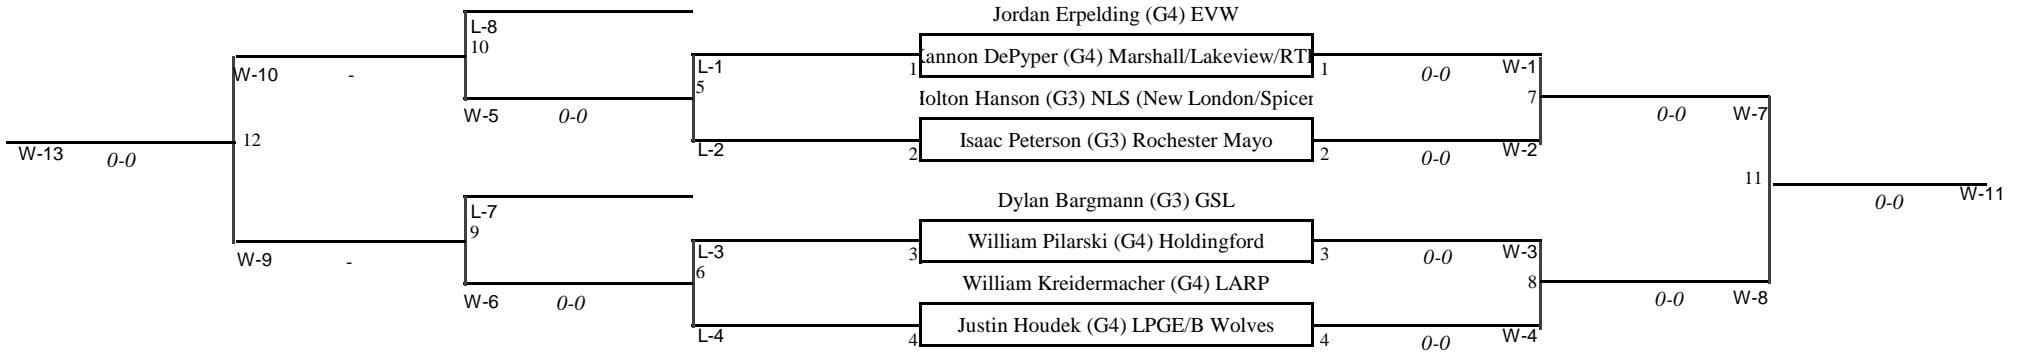 Jordan Erpelding (G4) EVW
L-8
10
DePyper (G4) Marshall/Lakeview/RT
W-10
-
L-1
1
1
0-0
W-1
5
7
Hanson (G3) NLS (New London/Spicer
W-5
0-0
0-0
W-7
12
Isaac Peterson (G3) Rochester Mayo
W-13
0-0
L-2
2
2
0-0
W-2
11
Dylan Bargmann (G3) GSL
W-11
0-0
L-7
9
William Pilarski (G4) Holdingford
W-9
-
L-3
3
3
0-0
W-3
6
8
William Kreidermacher (G4) LARP
W-6
0-0
0-0
W-8
Justin Houdek (G4) LPGE/B Wolves
L-4
4
4
0-0
W-4